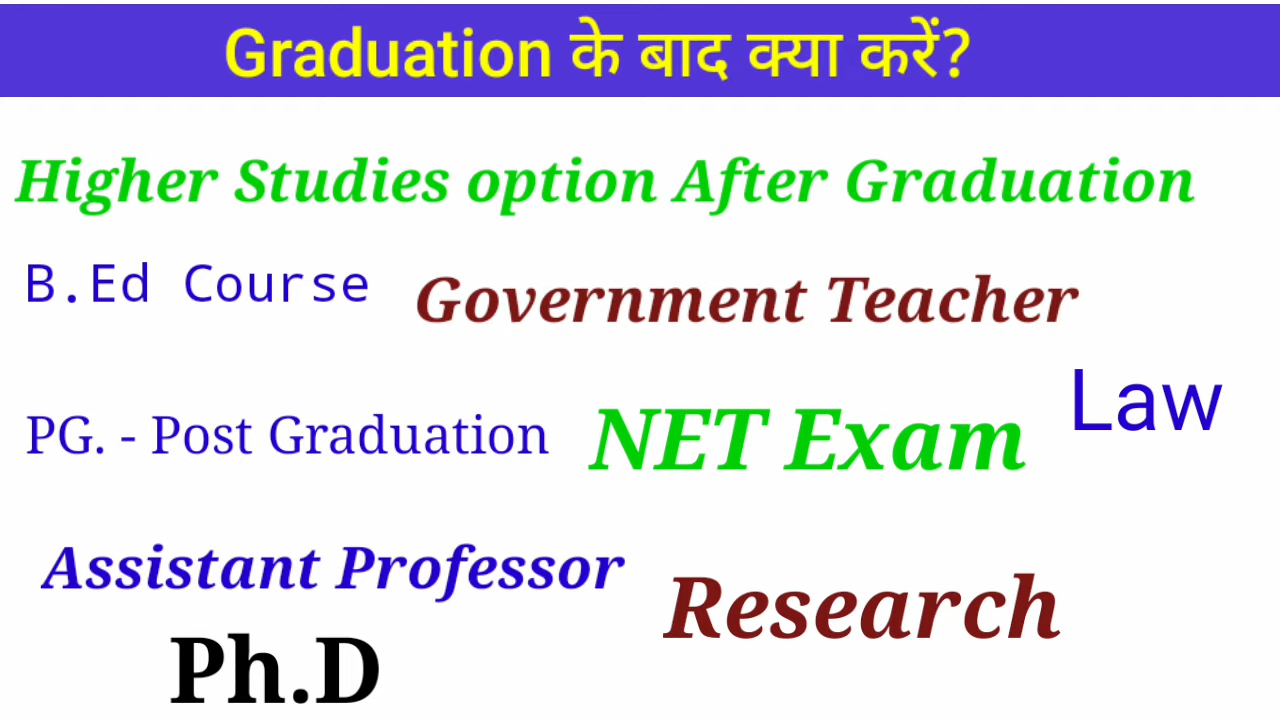 Graduation के बाद क्या करें?
Higher Studies option After Graduation
B.Ed Course Government Teacher
Law
PG. - Post Graduation NET Exam
Assistant Professor
Research
Ph.D